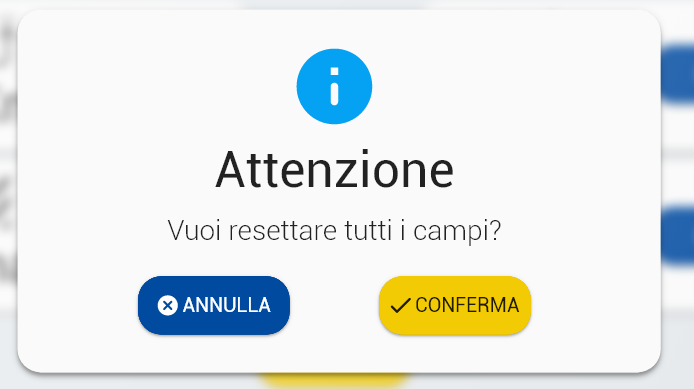 Attenzione
Vuoi resettare tutti i campi?
ANNULLA
CONFERMA